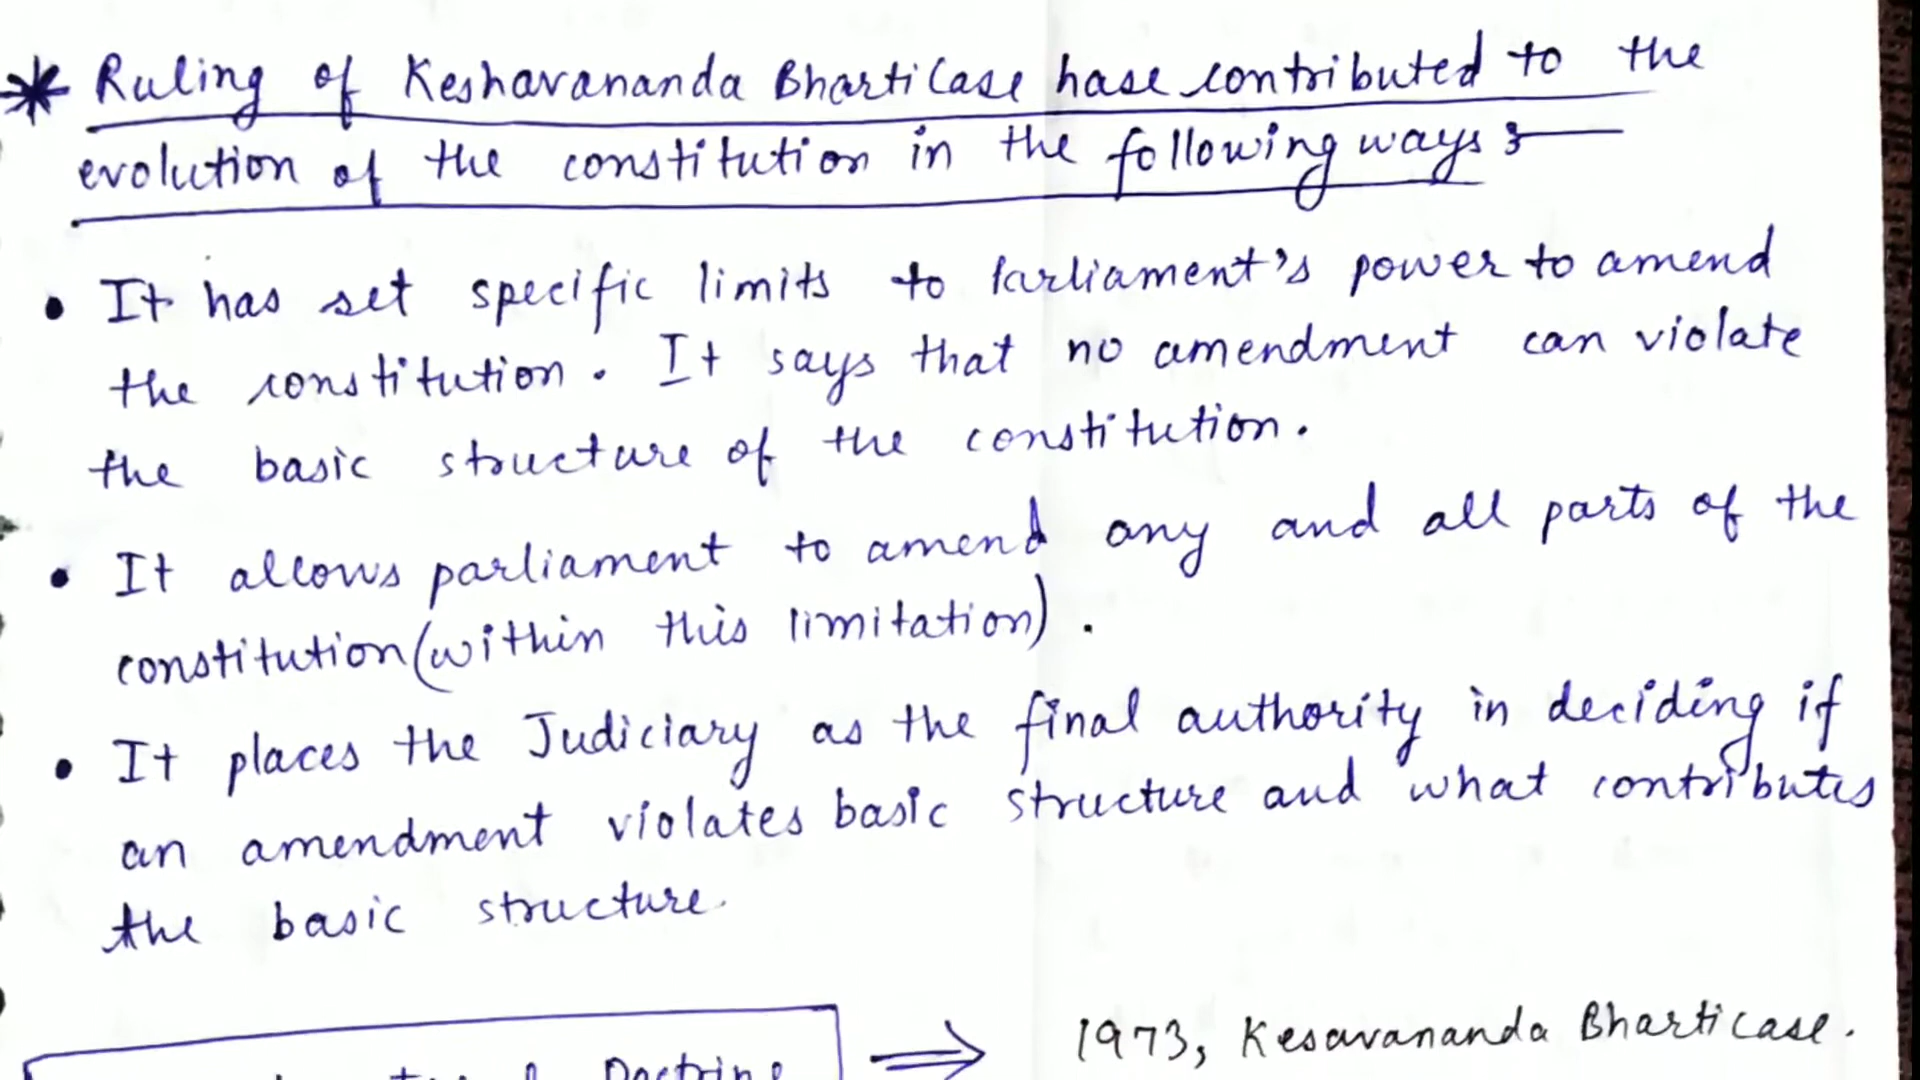 * Ruling of Keshavananda Bharti Case hase contributed to the
evolution of the constitution in the following ways :—
• It has set specific limits to Parliament's power to amend
the constitution. It says that no amendment can violate
the basic structure of the constitution.
• It allows parliament to amend any and all parts of the
constitution (within this limitation).
• It places the Judiciary as the final authority in deciding if
an amendment violates basic structure and what contributes
the basic structure.
Doctrine ⇒ 1973, Kesavananda Bharti case.